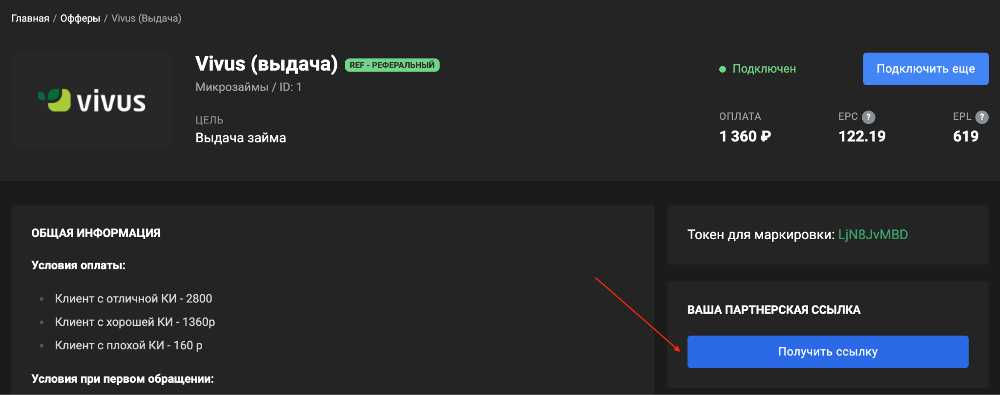 Главная / Офферы / Vivus (Выдача)
vivus
Vivus (выдача) REF - РЕФЕРАЛЬНЫЙ
Микрозаймы / ID: 1
ЦЕЛЬ
Выдача займа
Подключен
Подключить еще
ОПЛАТА EPC ? EPL ?
1 360 ₽ 122.19 619
ОБЩАЯ ИНФОРМАЦИЯ
Условия оплаты:
• Клиент с отличной КИ - 2800
• Клиент с хорошей КИ - 1360р
• Клиент с плохой КИ - 160 р
Условия при первом обращении:
Токен для маркировки: LjN8JvMBD
ВАША ПАРТНЕРСКАЯ ССЫЛКА
Получить ссылку